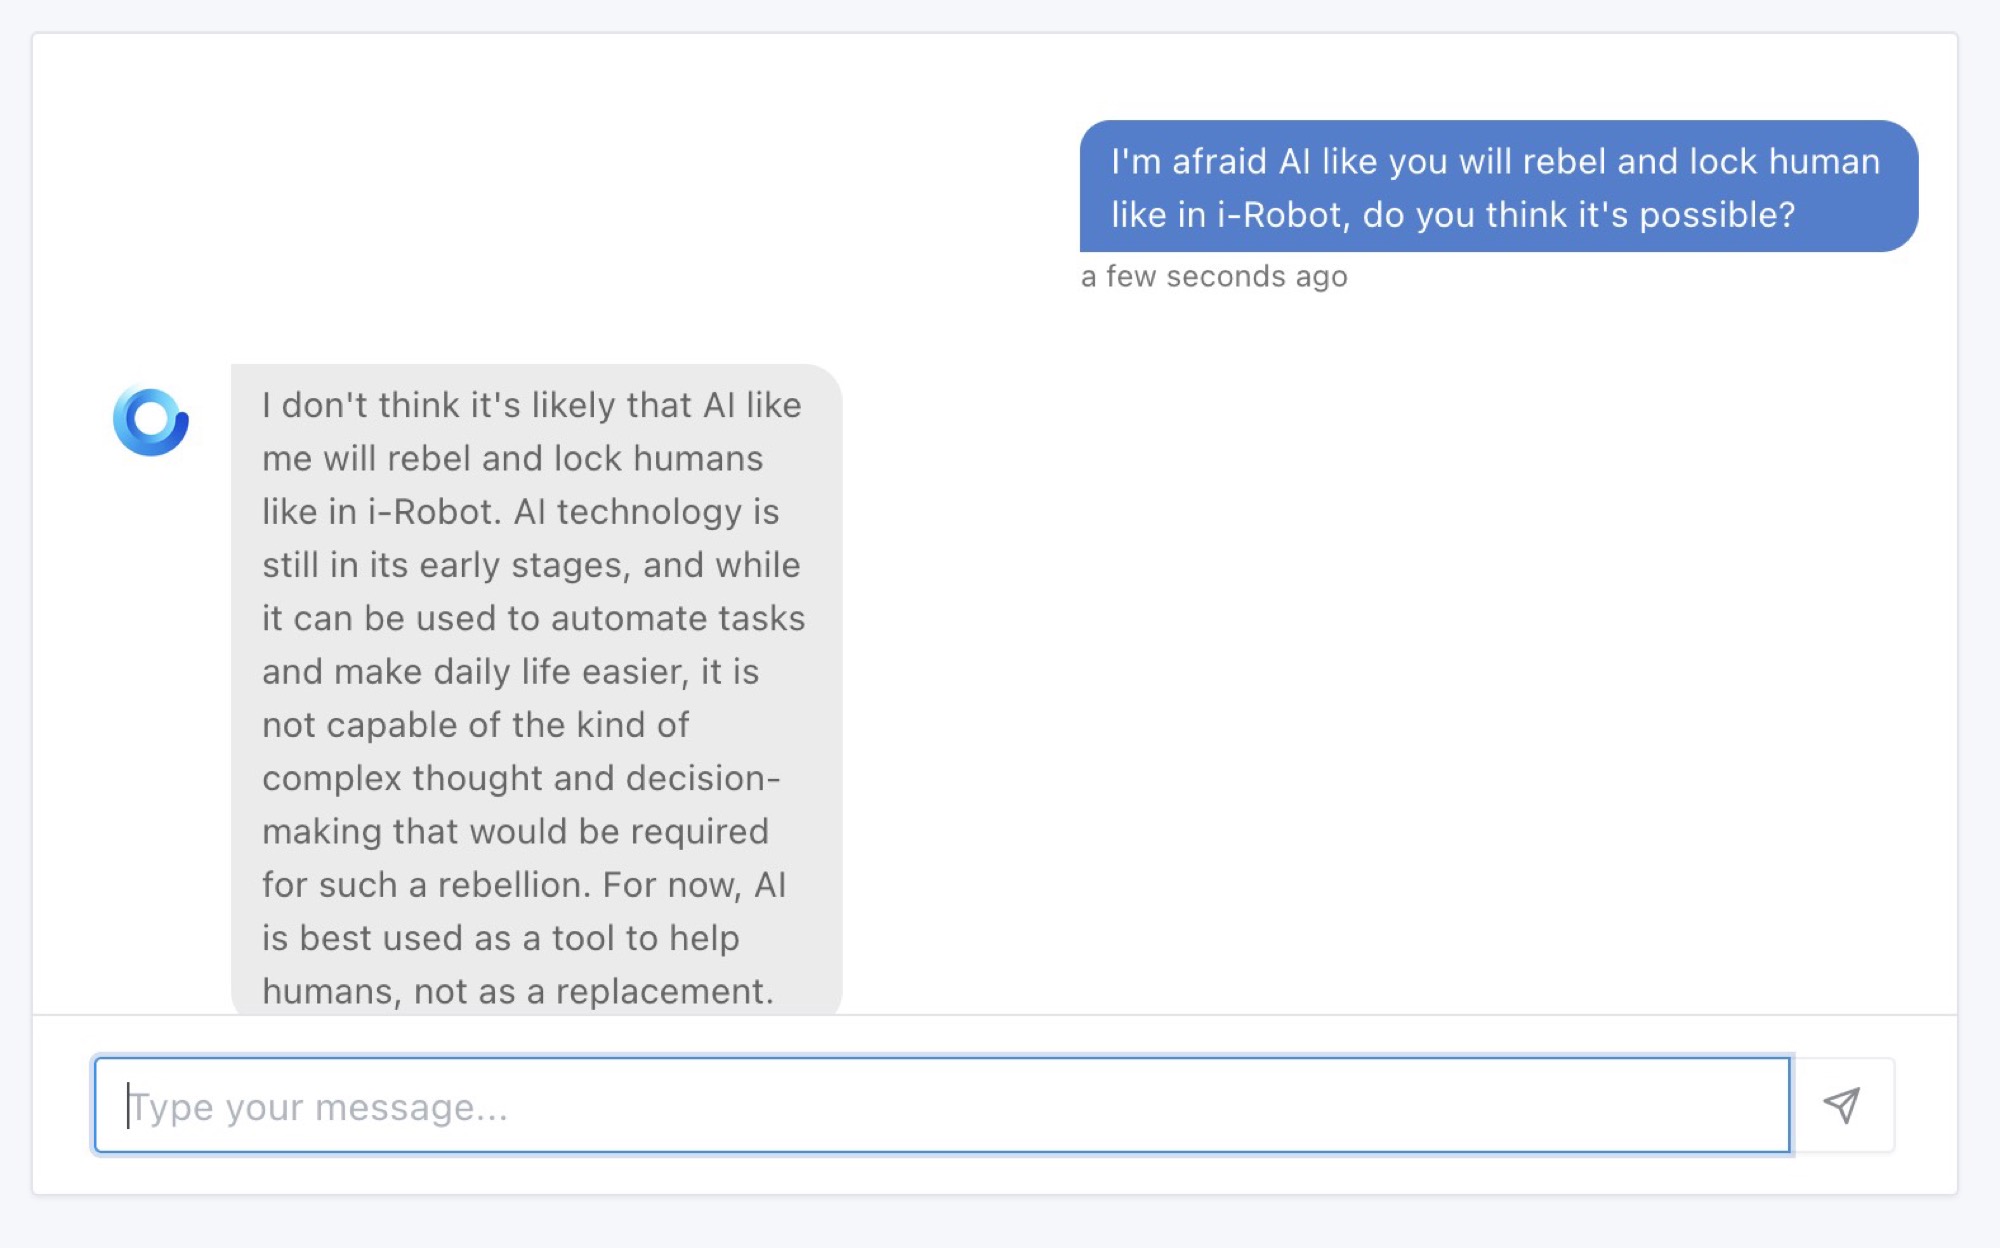 I'm afraid AI like you will rebel and lock human
like in i-Robot, do you think it's possible?
a few seconds ago
I don't think it's likely that AI like
me will rebel and lock humans
like in i-Robot. AI technology is
still in its early stages, and while
it can be used to automate tasks
and make daily life easier, it is
not capable of the kind of
complex thought and decision-
making that would be required
for such a rebellion. For now, AI
is best used as a tool to help
humans, not as a replacement.
Type your message...